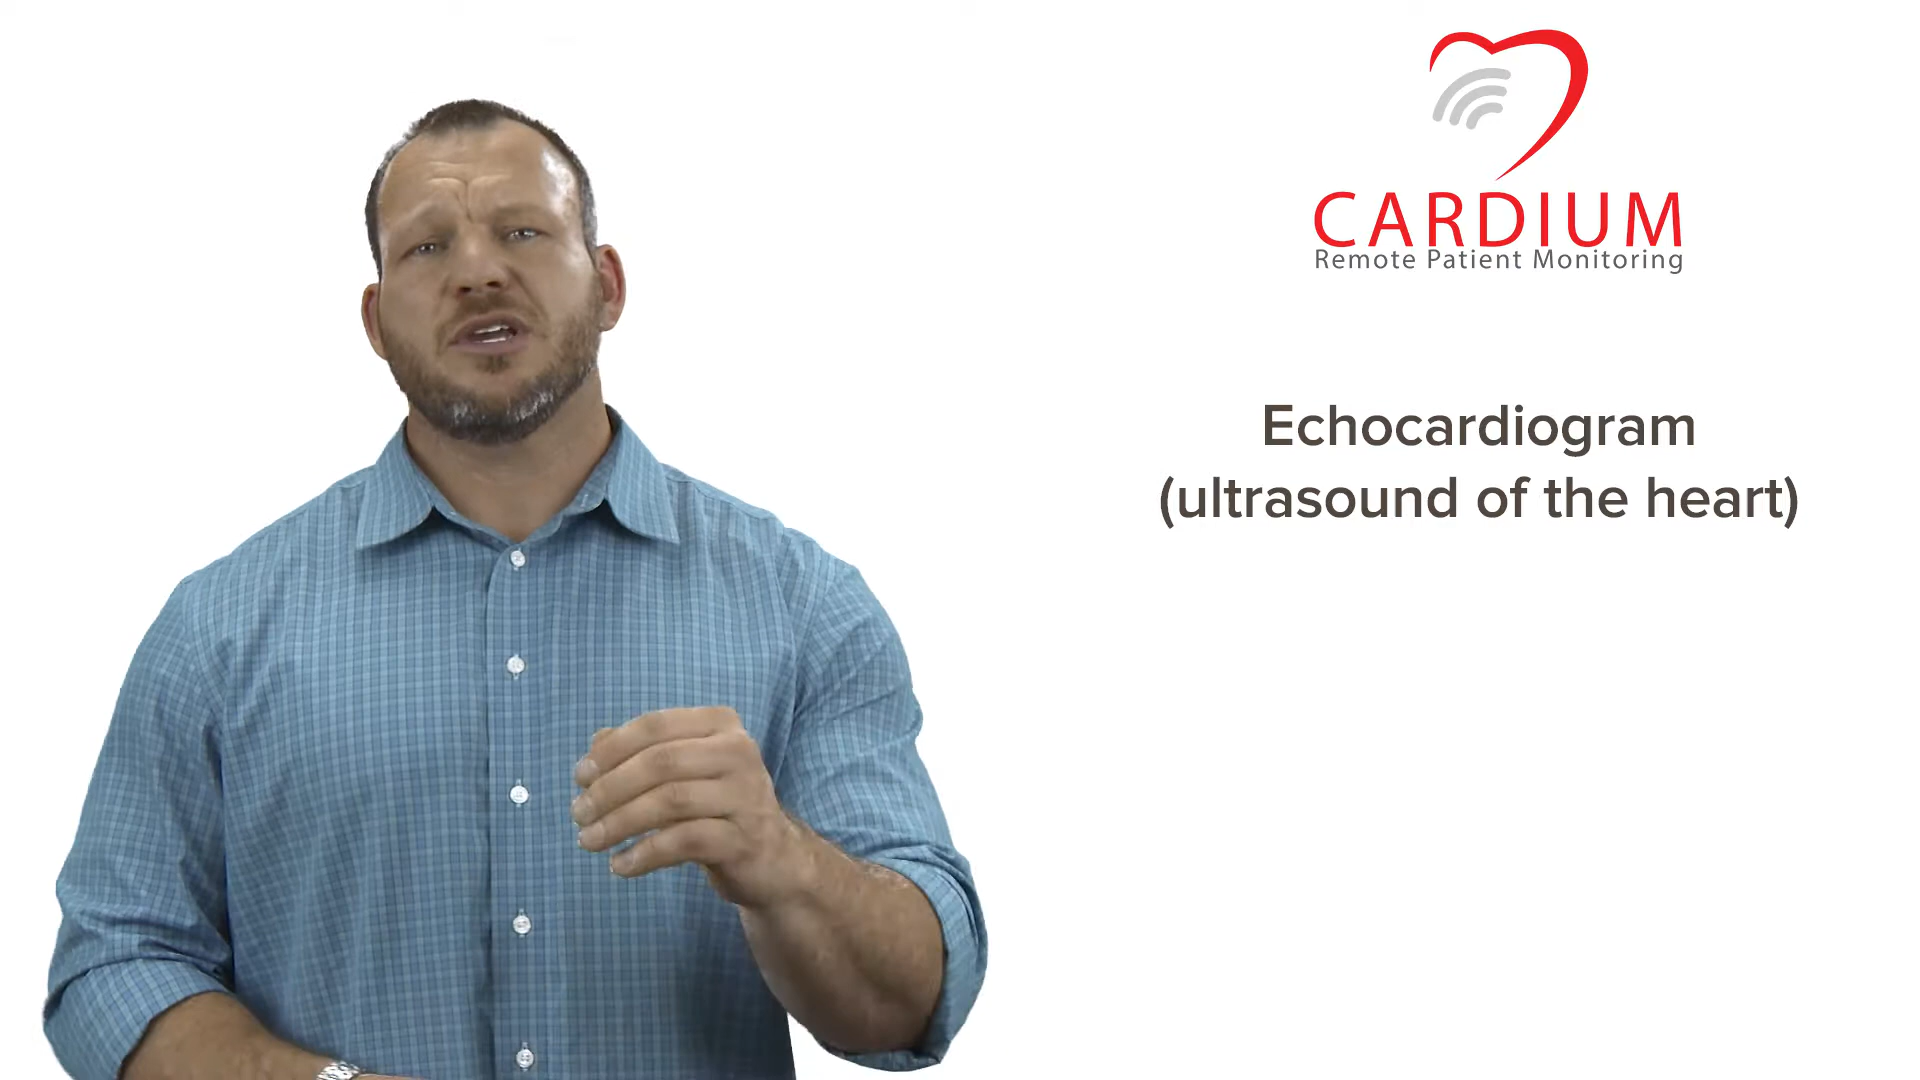 CARDIUM
Remote Patient Monitoring
Echocardiogram
(ultrasound of the heart)